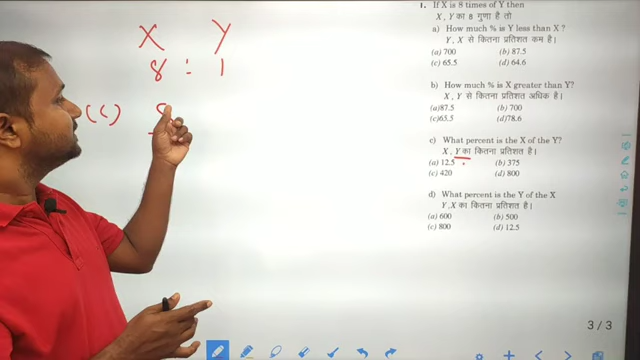 X Y
8 : 1
(C) 8
1. If X is 8 times of Y then
X, Y का 8 गुणा है तो
a) How much % is Y less than X ?
Y, X से कितना प्रतिशत कम है।
(a) 700 (b) 87.5
(c) 65.5 (d) 64.6
b) How much % is X greater than Y?
X, Y से कितना प्रतिशत अधिक है।
(a)87.5 (b) 700
(c)65.5 (d)78.6
c) What percent is the X of the Y?
X, Y का कितना प्रतिशत है।
(a) 12.5 (b) 375
(c) 420 (d) 800
d) What percent is the Y of the X
Y, X का कितना प्रतिशत है।
(a) 600 (b) 500
(c) 800 (d) 12.5
3 / 3